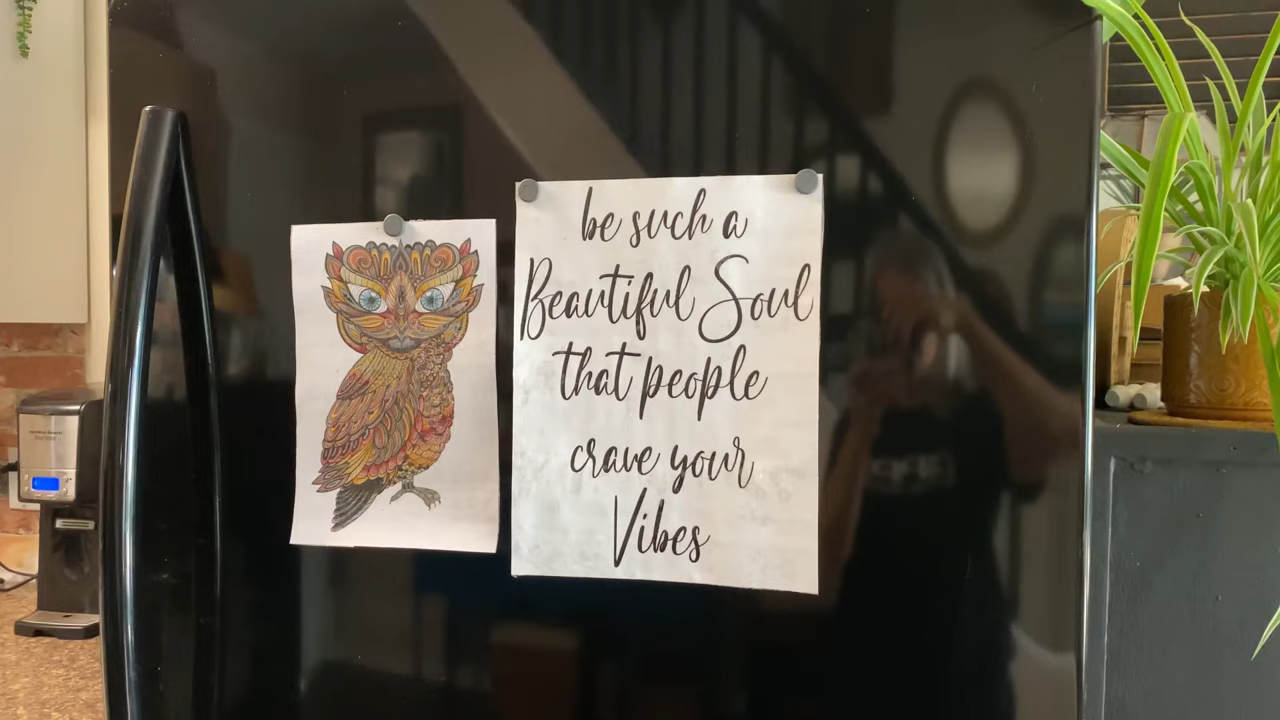 be such a
Beautiful Soul
that people
crave your
Vibes